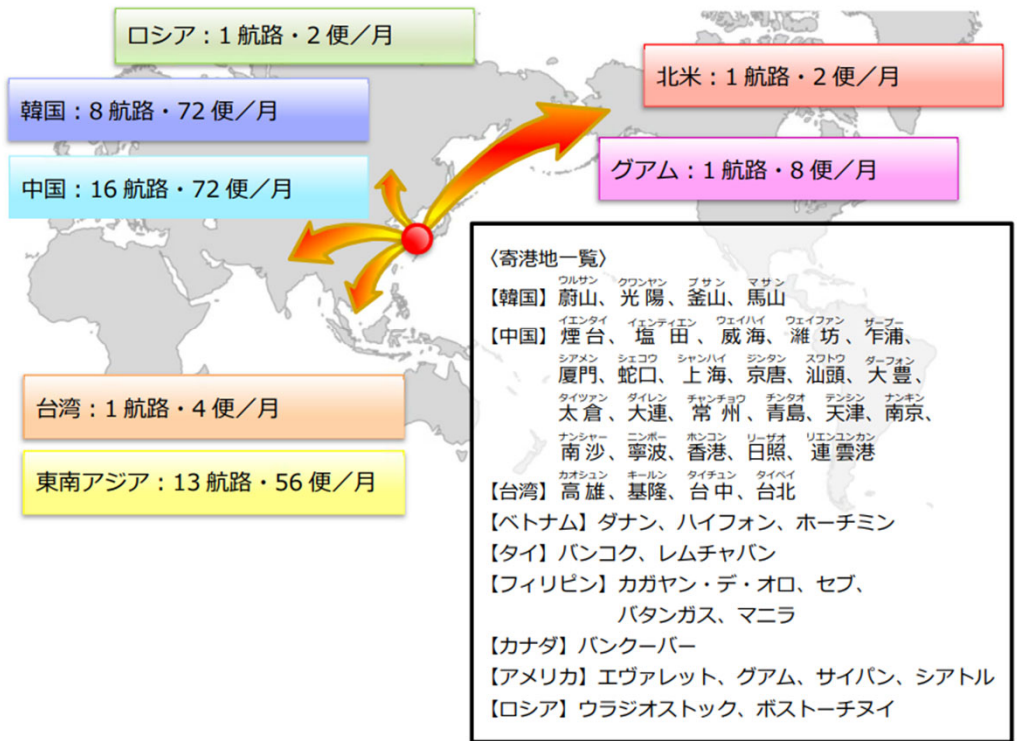 ロシア：1航路・2便／月
北米：1航路・2便／月
韓国：8航路・72便／月
グアム：1航路・8便／月
中国：16航路・72便／月
台湾：1航路・4便／月
東南アジア：13航路・56便／月
〈寄港地一覧〉
ウルサン クワンヤン プサン マサン
【韓国】蔚山、光陽、釜山、馬山
イエンタイ イェンティエン ウェイハイ ウェイファン ザープー
【中国】煙台、塩田、威海、濰坊、乍浦、
シアメン シェコウ シャンハイ ジンタン スワトウ ダーフォン
厦門、蛇口、上海、京唐、汕頭、大豊、
タイツァン ダイレン チャンチョウ チンタオ テンシン ナンキン
太倉、大連、常州、青島、天津、南京、
ナンシャー ニンポー ホンコン リーザオ リエンユンカン
南沙、寧波、香港、日照、連雲港
カオシュン キールン タイチュン タイペイ
【台湾】高雄、基隆、台中、台北
【ベトナム】ダナン、ハイフォン、ホーチミン
【タイ】バンコク、レムチャバン
【フィリピン】カガヤン・デ・オロ、セブ、
バタンガス、マニラ
【カナダ】バンクーバー
【アメリカ】エヴァレット、グアム、サイパン、シアトル
【ロシア】ウラジオストック、ボストーチヌイ